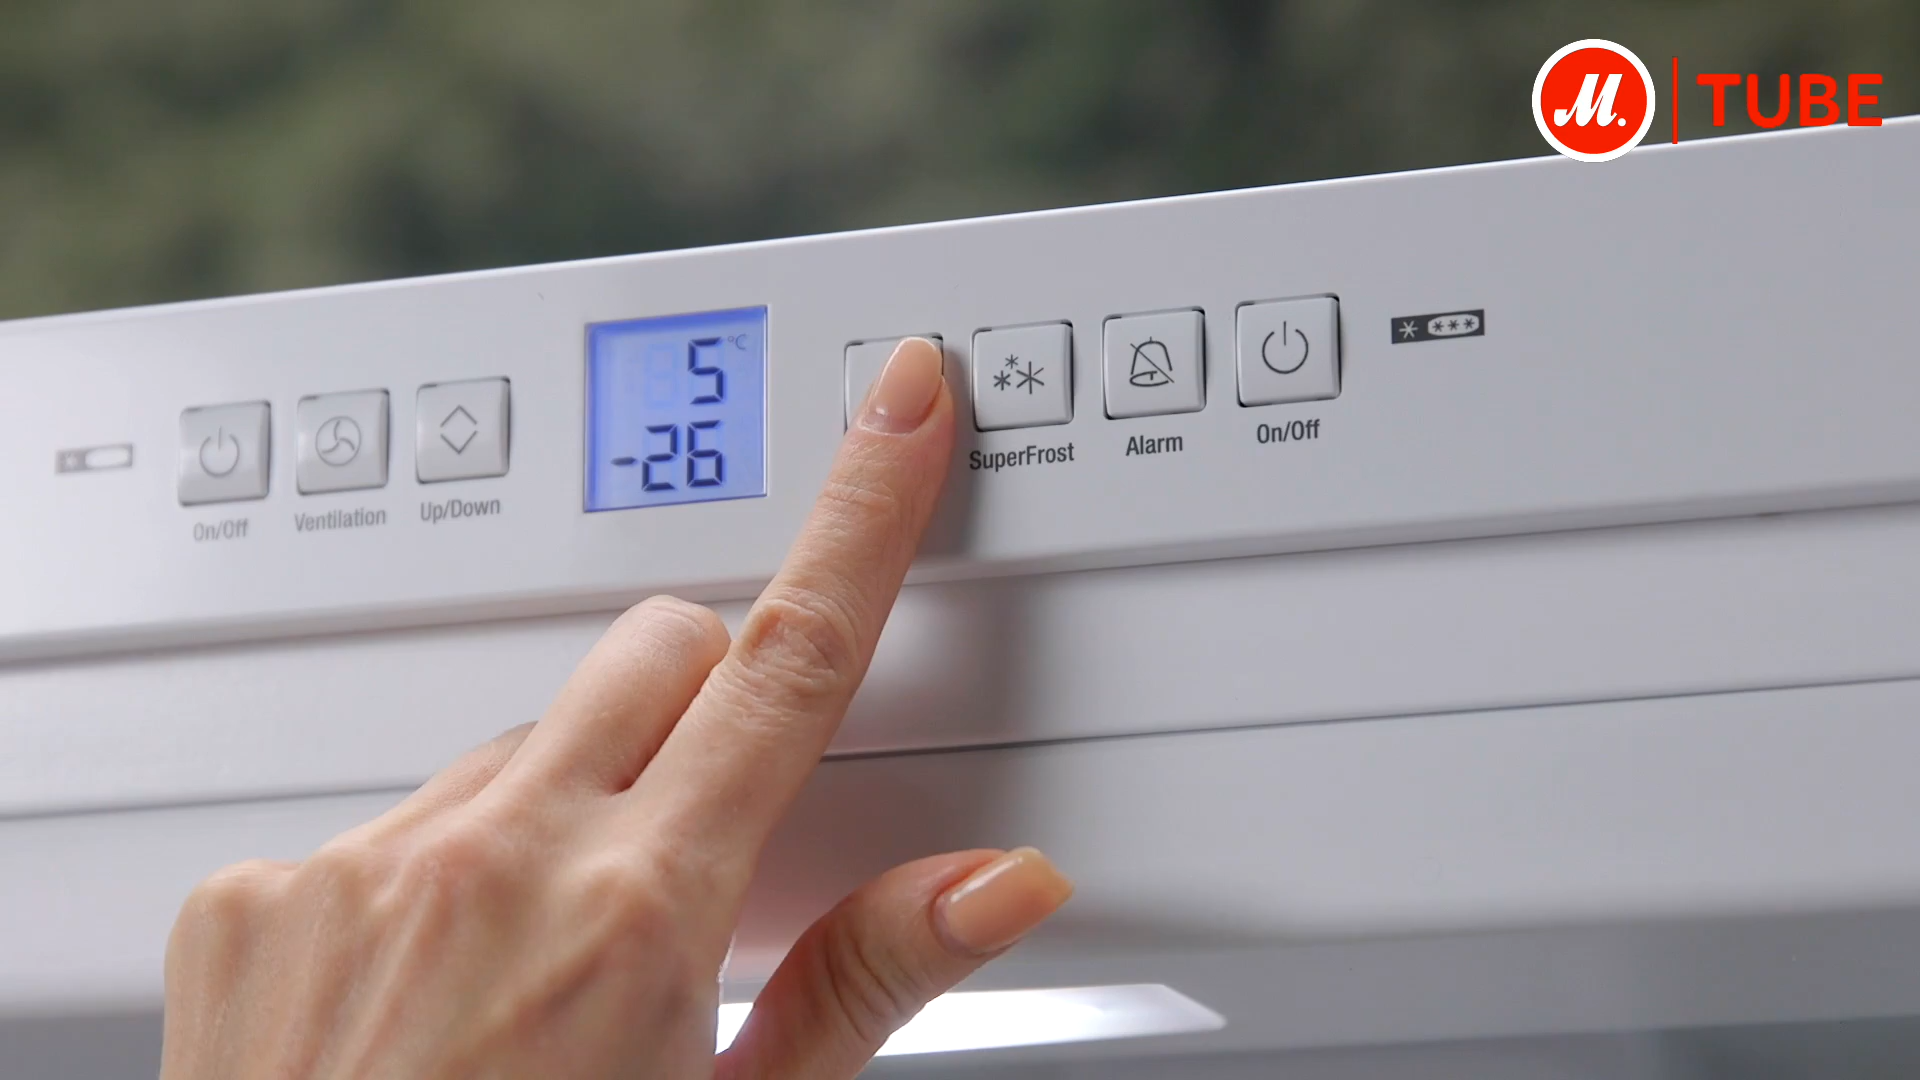 M. TUBE
5 °C
-26
On/Off
Ventilation
Up/Down
SuperFrost
Alarm
On/Off